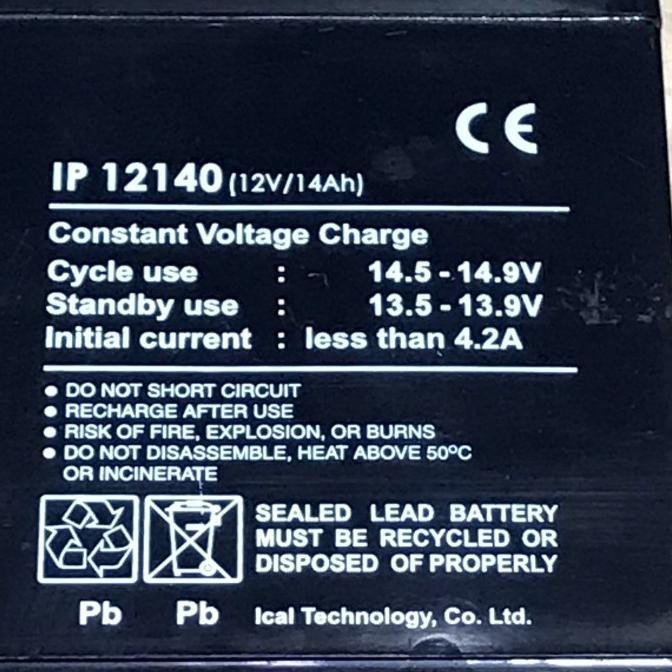 CE
IP 12140 (12V/14Ah)
Constant Voltage Charge
Cycle use : 14.5 - 14.9V
Standby use : 13.5 - 13.9V
Initial current : less than 4.2A
● DO NOT SHORT CIRCUIT
● RECHARGE AFTER USE
● RISK OF FIRE, EXPLOSION, OR BURNS
● DO NOT DISASSEMBLE, HEAT ABOVE 50ºC
OR INCINERATE
SEALED LEAD BATTERY
MUST BE RECYCLED OR
DISPOSED OF PROPERLY
Pb Pb Ical Technology, Co. Ltd.